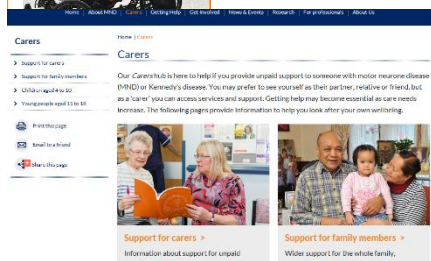 Home | About MND | Carers | Getting Help | Get Involved | News & Events | Research | For professionals | About Us
Carers
> Support for carers
> Support for family members
> Children aged 4 to 10
> Young people aged 11 to 18
Print this page
Email to a friend
Share this page
Home | Carers
Carers
Our Carers hub is here to help if you provide unpaid support to someone with motor neurone disease
(MND) or Kennedy's disease. You may prefer to see yourself as their partner, relative or friend, but
as a 'carer' you can access services and support. Getting help may become essential as care needs
increase. The following pages provide information to help you look after your own wellbeing.
Support for carers >
Information about support for unpaid
Support for family members >
Wider support for the whole family,